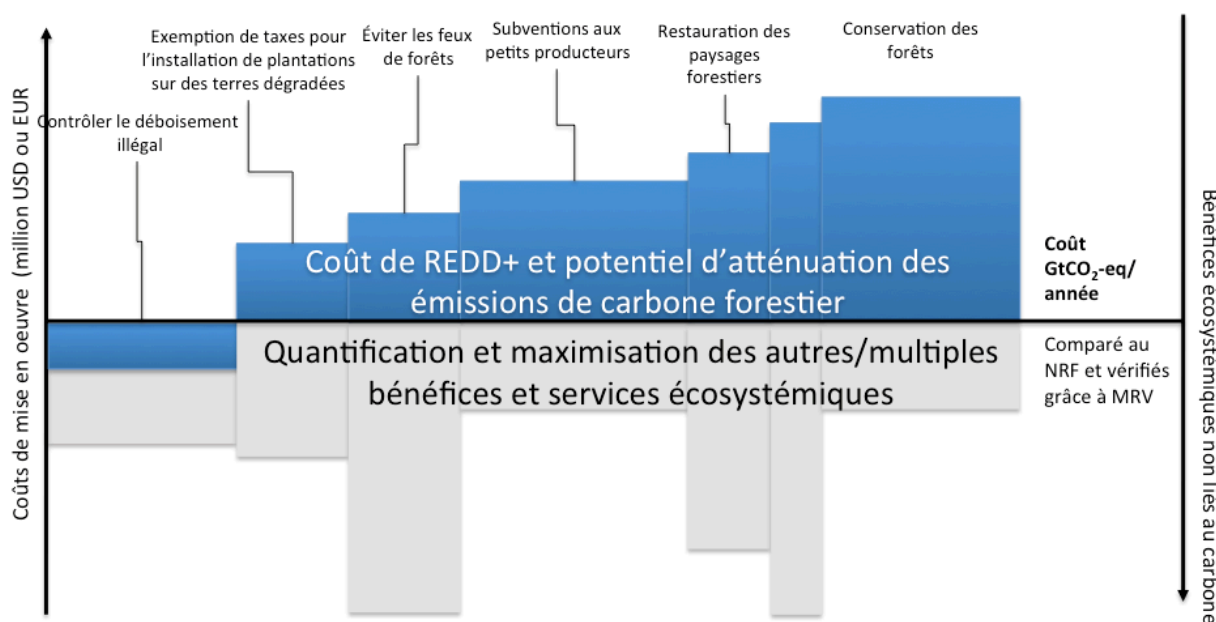 Exemption de taxes pour
l'installation de plantations
sur des terres dégradées
Éviter les feux
de forêts
Subventions aux
petits producteurs
Restauration des
paysages
forestiers
Conservation des
forêts
Contrôler le déboisement
illégal
Coûts de mise en oeuvre (million USD ou EUR
Coût de REDD+ et potentiel d'atténuation des
émissions de carbone forestier
Coût
GtCO₂-eq/
année
Quantification et maximisation des autres/multiples
bénéfices et services écosystémiques
Comparé au
NRF et vérifiés
grâce à MRV
Bénéfices écosystémiques non liés au carbone